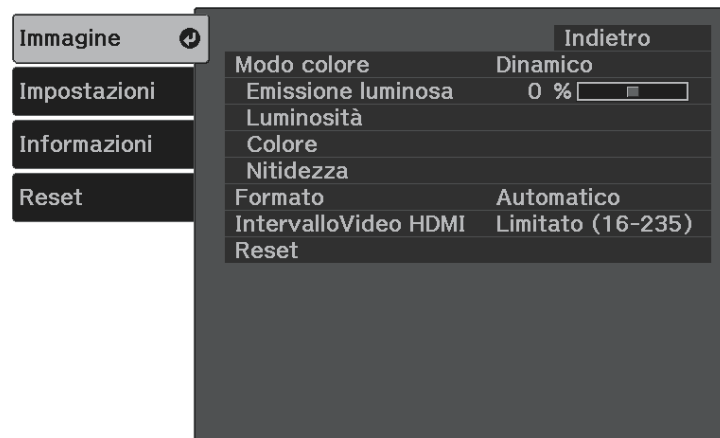 Immagine
Impostazioni
Informazioni
Reset
Indietro
Modo colore Dinamico
Emissione luminosa 0 %
Luminosità
Colore
Nitidezza
Formato Automatico
IntervalloVideo HDMI Limitato (16-235)
Reset